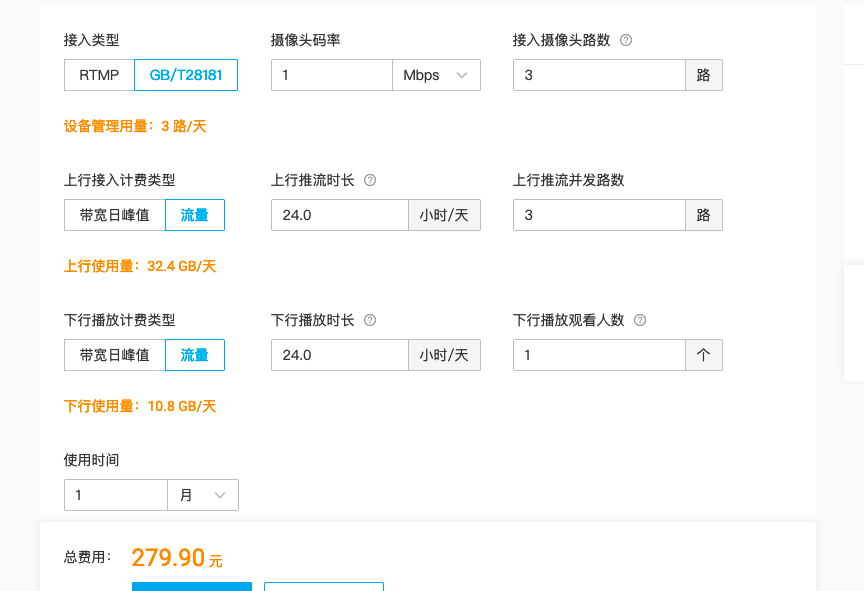 接入类型 摄像头码率 接入摄像头路数 ?
RTMP GB/T28181 1 Mbps 3 路
设备管理用量：3 路/天
上行接入计费类型 上行推流时长 ? 上行推流并发路数
带宽日峰值 流量 24.0 小时/天 3 路
上行使用量：32.4 GB/天
下行播放计费类型 下行播放时长 ? 下行播放观看人数 ?
带宽日峰值 流量 24.0 小时/天 1 个
下行使用量：10.8 GB/天
使用时间
1 月
总费用： 279.90 元